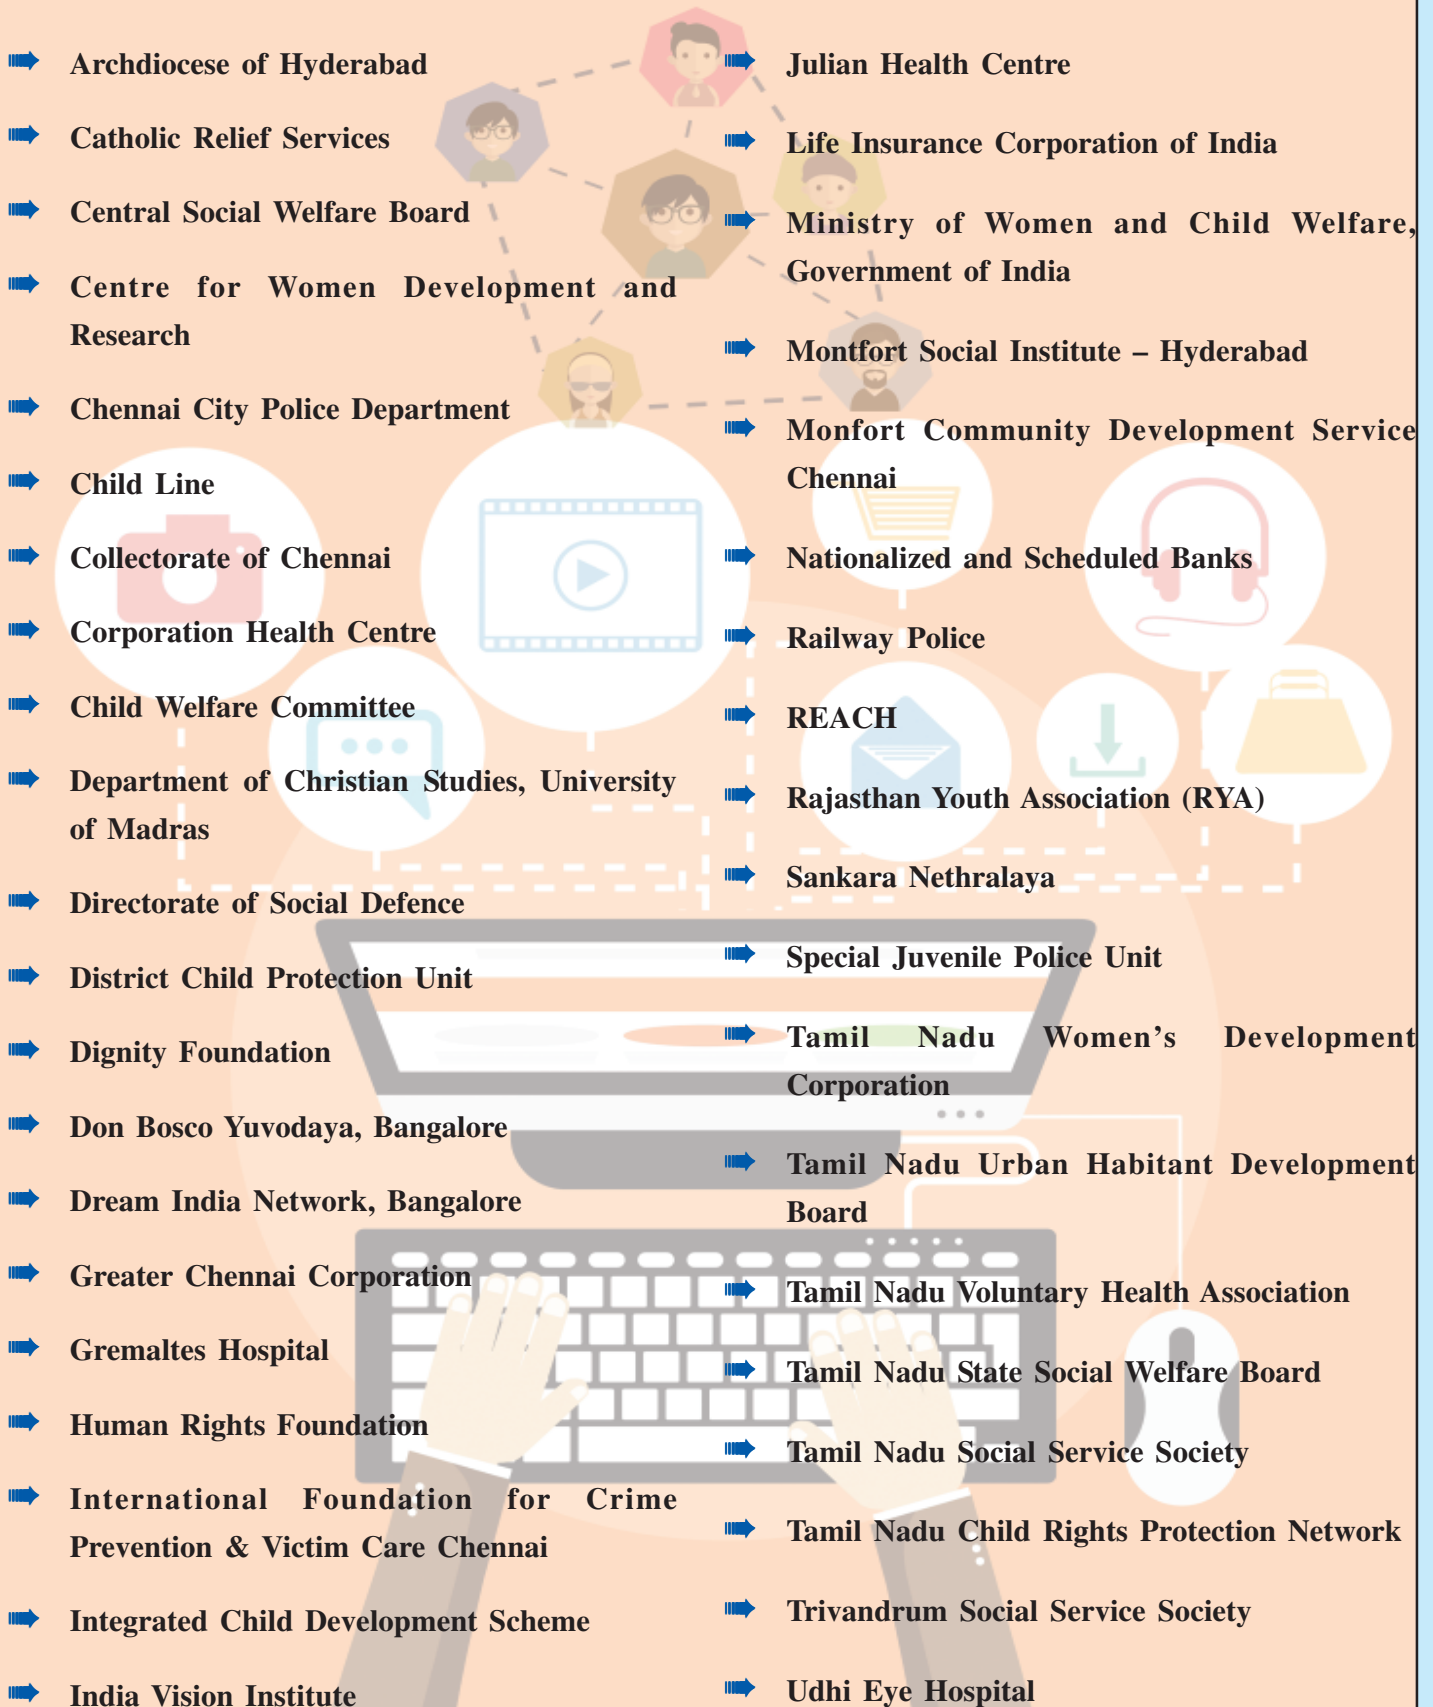 Archdiocese of Hyderabad
Catholic Relief Services
Central Social Welfare Board
Centre for Women Development and
Research
Chennai City Police Department
Child Line
Collectorate of Chennai
Corporation Health Centre
Child Welfare Committee
Department of Christian Studies, University
of Madras
Directorate of Social Defence
District Child Protection Unit
Dignity Foundation
Don Bosco Yuvodaya, Bangalore
Dream India Network, Bangalore
Greater Chennai Corporation
Gremaltes Hospital
Human Rights Foundation
International Foundation for Crime
Prevention & Victim Care Chennai
Integrated Child Development Scheme
India Vision Institute
Julian Health Centre
Life Insurance Corporation of India
Ministry of Women and Child Welfare,
Government of India
Montfort Social Institute – Hyderabad
Monfort Community Development Service
Chennai
Nationalized and Scheduled Banks
Railway Police
REACH
Rajasthan Youth Association (RYA)
Sankara Nethralaya
Special Juvenile Police Unit
Tamil Nadu Women's Development
Corporation
Tamil Nadu Urban Habitant Development
Board
Tamil Nadu Voluntary Health Association
Tamil Nadu State Social Welfare Board
Tamil Nadu Social Service Society
Tamil Nadu Child Rights Protection Network
Trivandrum Social Service Society
Udhi Eye Hospital